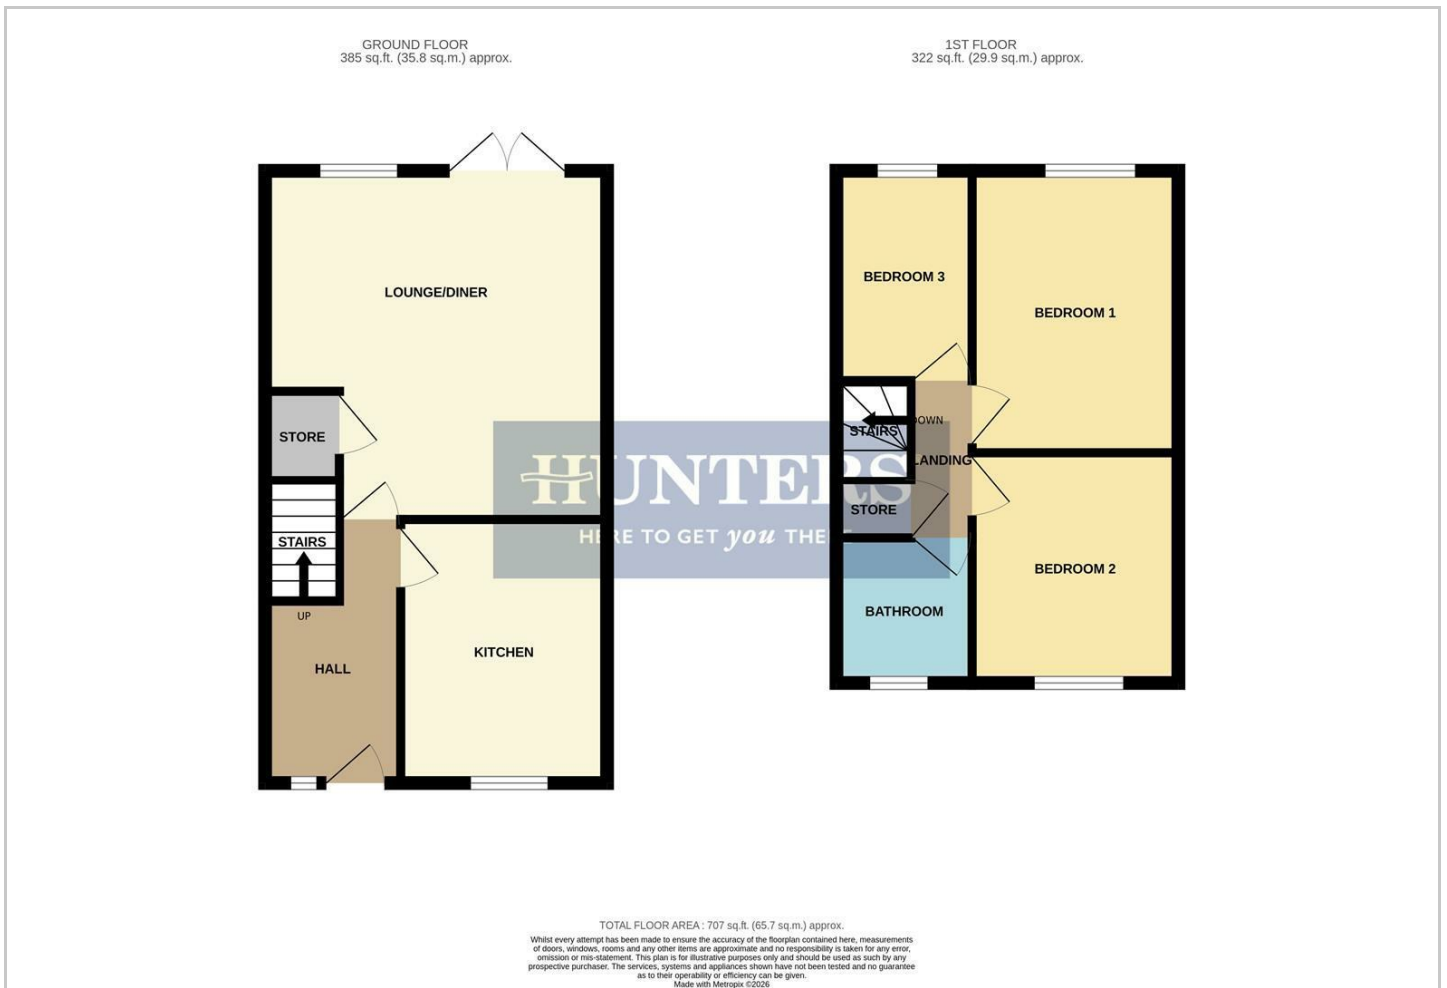 GROUND FLOOR
385 sq.ft. (35.8 sq.m.) approx.
LOUNGE/DINER
STORE
STAIRS
UP
HALL
KITCHEN
1ST FLOOR
322 sq.ft. (29.9 sq.m.) approx.
BEDROOM 3
BEDROOM 1
DOWN
STAIRS
LANDING
STORE
BEDROOM 2
BATHROOM
HUNTERS
HERE TO GET you THERE
TOTAL FLOOR AREA : 707 sq.ft. (65.7 sq.m.) approx.
Whilst every attempt has been made to ensure the accuracy of the floorplan contained here, measurements
of doors, windows, rooms and any other items are approximate and no responsibility is taken for any error,
omission or mis-statement. This plan is for illustrative purposes only and should be used as such by any
prospective purchaser. The services, systems and appliances shown have not been tested and no guarantee
as to their operability or efficiency can be given.
Made with Metropix ©2026